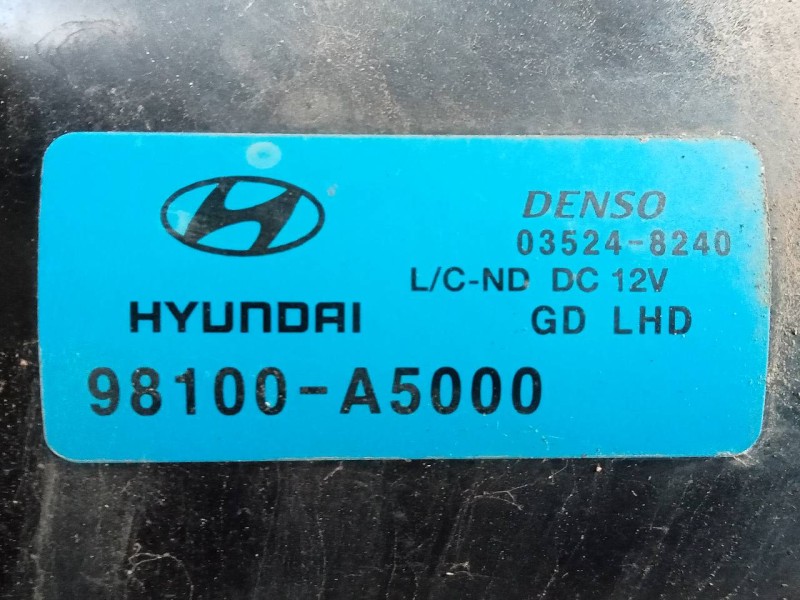 DENSO
03524-8240
L/C-ND DC 12V
HYUNDAI
GD LHD
98100-A5000